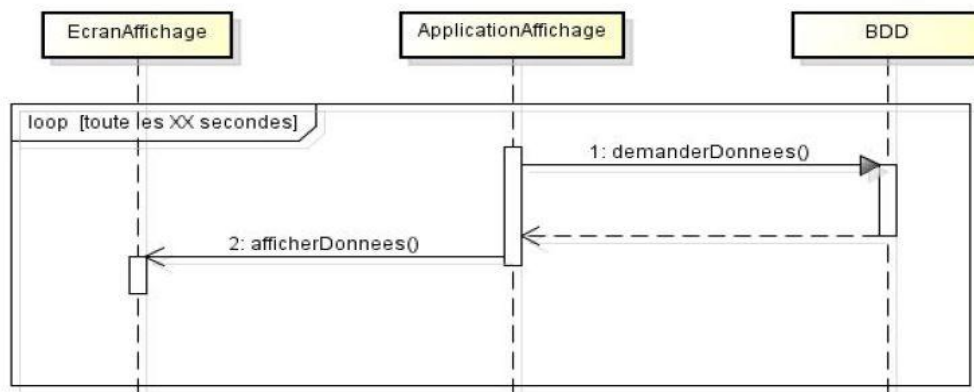 EcranAffichage
ApplicationAffichage
BDD
loop [toute les XX secondes]
1: demanderDonnees()
2: afficherDonnees()